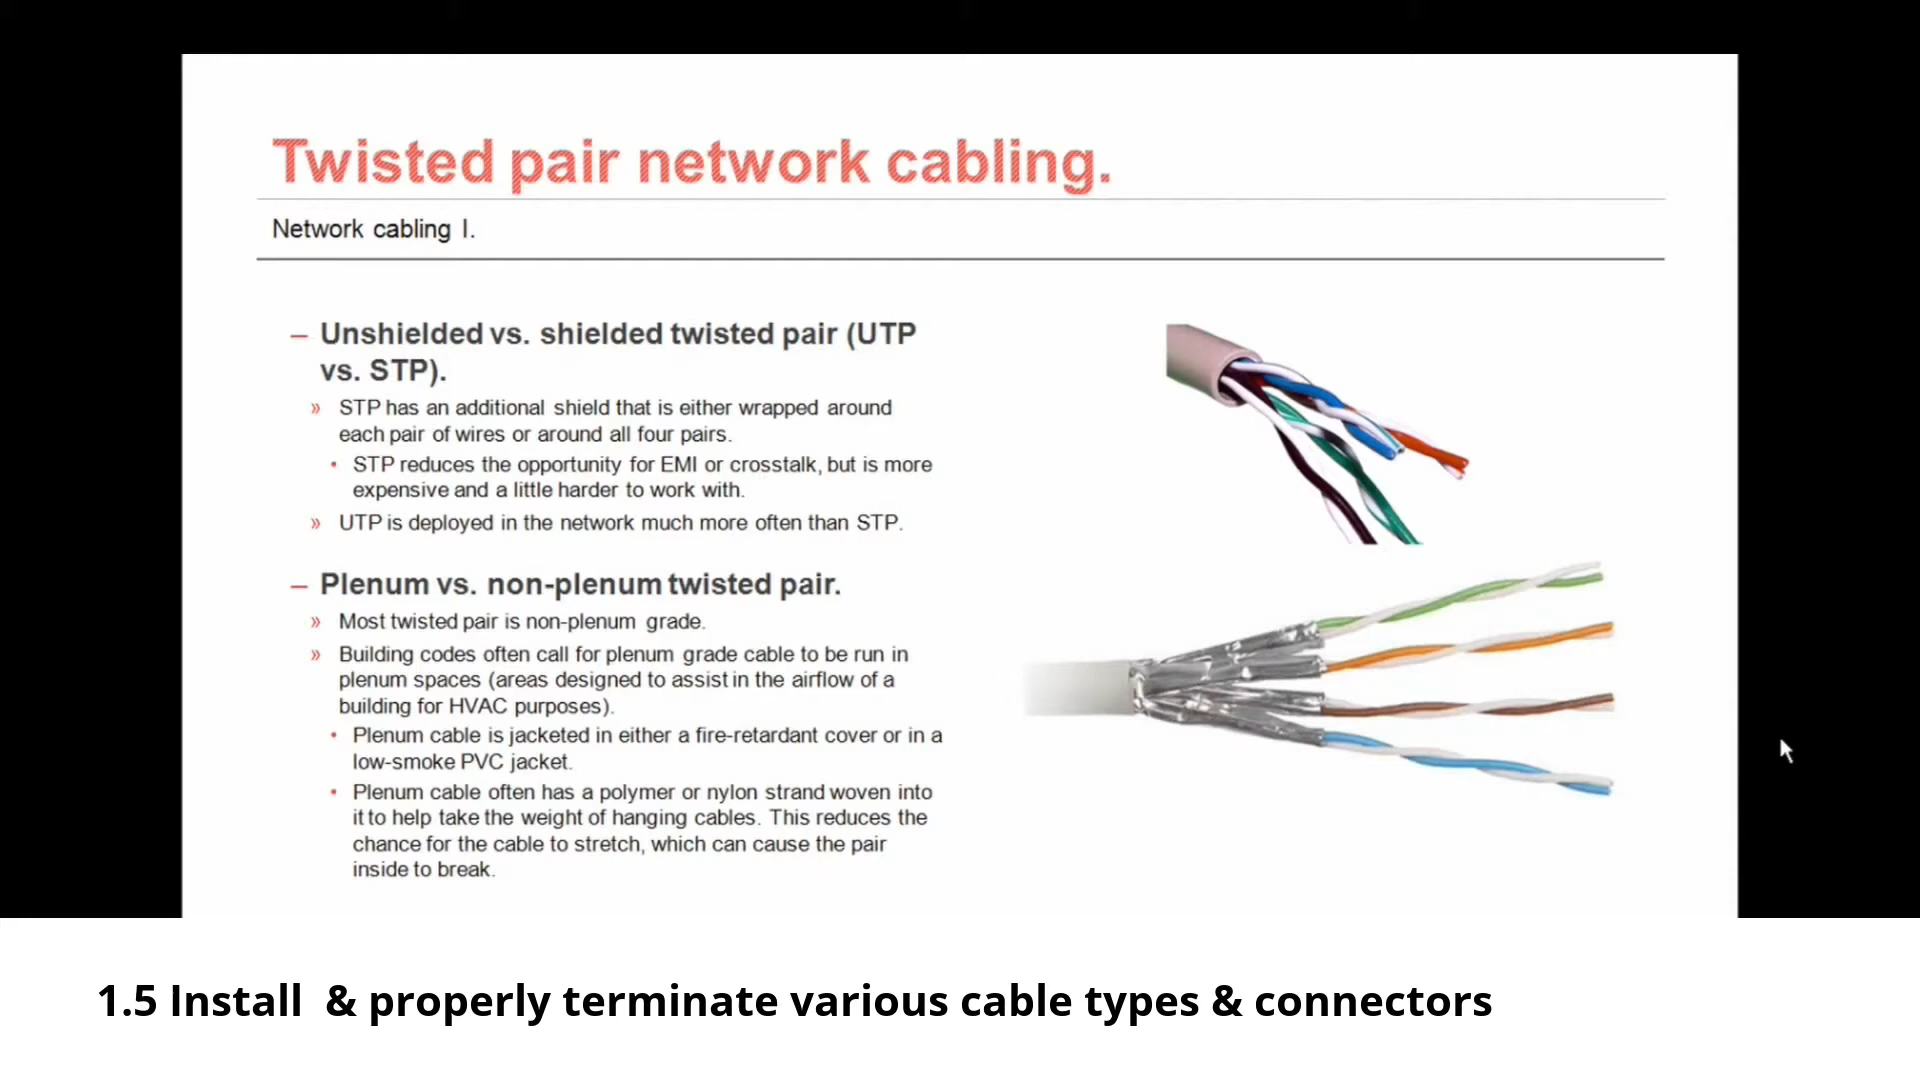 Twisted pair network cabling.
Network cabling I.
– Unshielded vs. shielded twisted pair (UTP
vs. STP).
» STP has an additional shield that is either wrapped around
each pair of wires or around all four pairs.
• STP reduces the opportunity for EMI or crosstalk, but is more
expensive and a little harder to work with.
» UTP is deployed in the network much more often than STP.
– Plenum vs. non-plenum twisted pair.
» Most twisted pair is non-plenum grade.
» Building codes often call for plenum grade cable to be run in
plenum spaces (areas designed to assist in the airflow of a
building for HVAC purposes).
• Plenum cable is jacketed in either a fire-retardant cover or in a
low-smoke PVC jacket.
• Plenum cable often has a polymer or nylon strand woven into
it to help take the weight of hanging cables. This reduces the
chance for the cable to stretch, which can cause the pair
inside to break.
1.5 Install & properly terminate various cable types & connectors